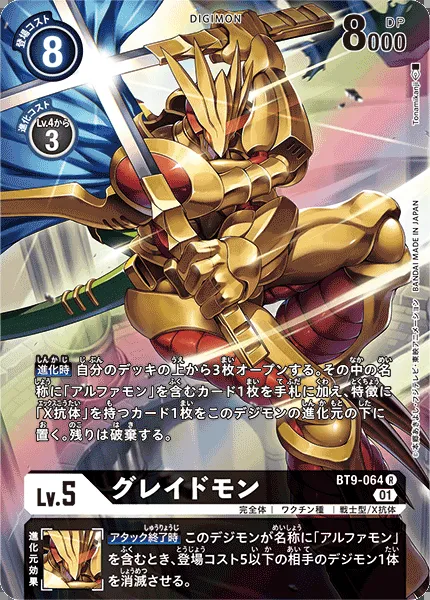 DIGIMON
登場コスト
8
DP
8000
進化コスト
Lv.4から
3
Tonamikanji
BANDAI MADE IN JAPAN
進化時 自分のデッキの上から3枚オープンする。その中の名
称に「アルファモン」を含むカード1枚を手札に加え、特徴に
「X抗体」を持つカード1枚をこのデジモンの進化元の下に
置く。残りは破棄する。
BT9-064 R
01
Lv.5
グレイドモン
完全体 | ワクチン種 | 戦士型/X抗体
進化元効果
アタック終了時 このデジモンが名称に「アルファモン」
を含むとき、登場コスト5以下の相手のデジモン1体
を消滅させる。